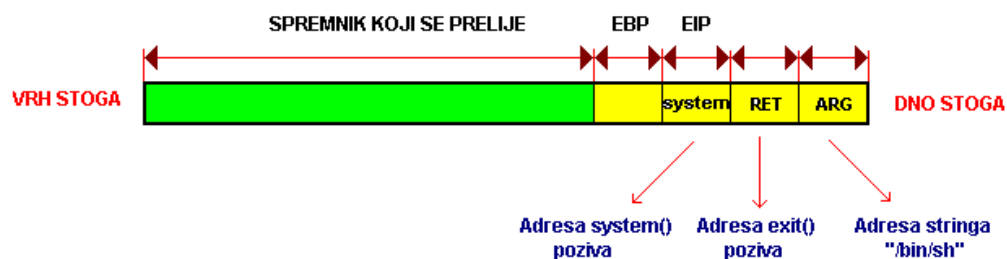 SPREMNIK KOJI SE PRELIJE EBP EIP
VRH STOGA system RET ARG DNO STOGA
Adresa system() Adresa exit() Adresa stringa
poziva poziva "/bin/sh"